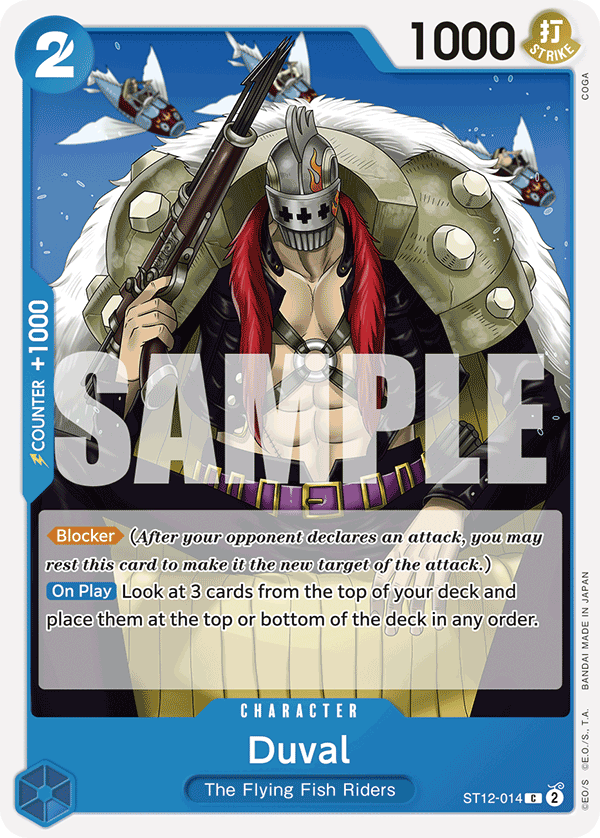 2
1000
打
STRIKE
COGA
COUNTER +1000
SAMPLE
Blocker (After your opponent declares an attack, you may
rest this card to make it the new target of the attack.)
On Play Look at 3 cards from the top of your deck and
place them at the top or bottom of the deck in any order.
CHARACTER
Duval
The Flying Fish Riders
ST12-014 C 2
©EO/S ©E.O./S., T.A. BANDAI MADE IN JAPAN